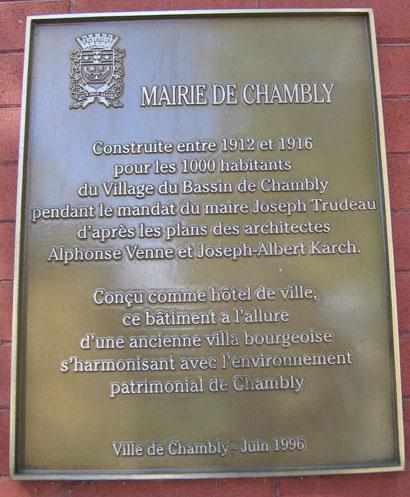 MAIRIE DE CHAMBLY
Construite entre 1912 et 1916
pour les 1000 habitants
du Village du Bassin de Chambly
pendant le mandat du maire Joseph Trudeau
d'après les plans des architectes
Alphonse Venne et Joseph-Albert Karch.
Conçu comme hôtel de ville,
ce bâtiment a l'allure
d'une ancienne villa bourgeoise
s'harmonisant avec l'environnement
patrimonial de Chambly
Ville de Chambly - Juin 1996